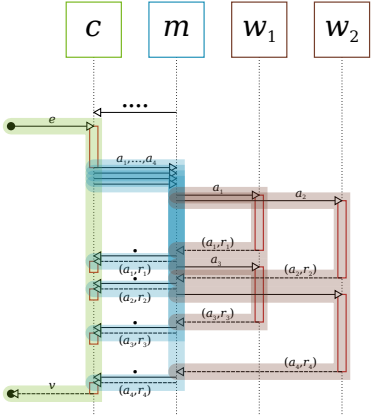 c m w₁ w₂
••••
e
a₁,...,a₄
a₁
a₂
(a₁,r₁)
•
(a₁,r₁)
a₃
(a₂,r₂)
•
(a₂,r₂)
(a₃,r₃)
•
(a₃,r₃)
(a₄,r₄)
•
v
(a₄,r₄)